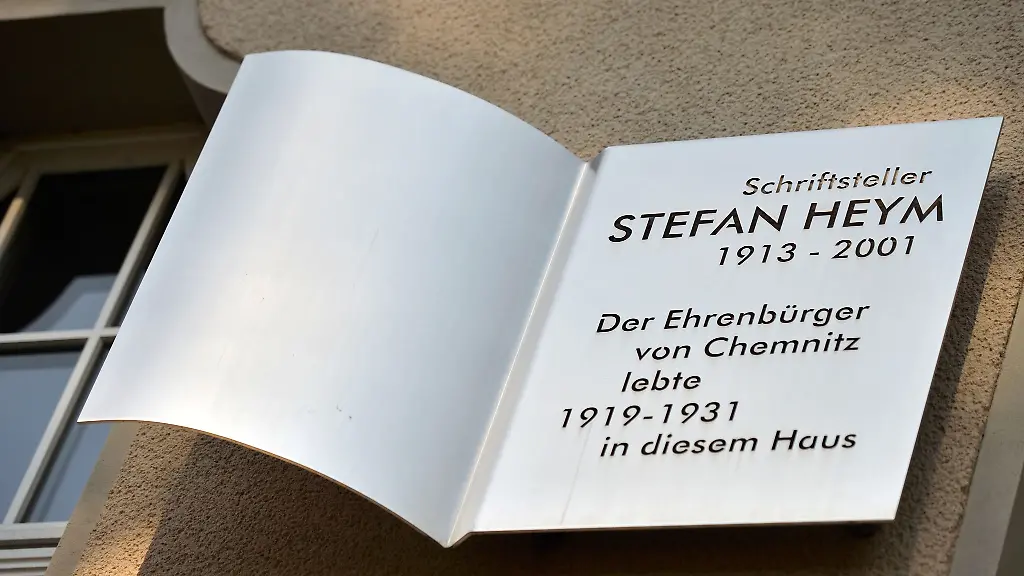 Schriftsteller
STEFAN HEYM
1913 - 2001
Der Ehrenbürger
von Chemnitz
lebte
1919-1931
in diesem Haus